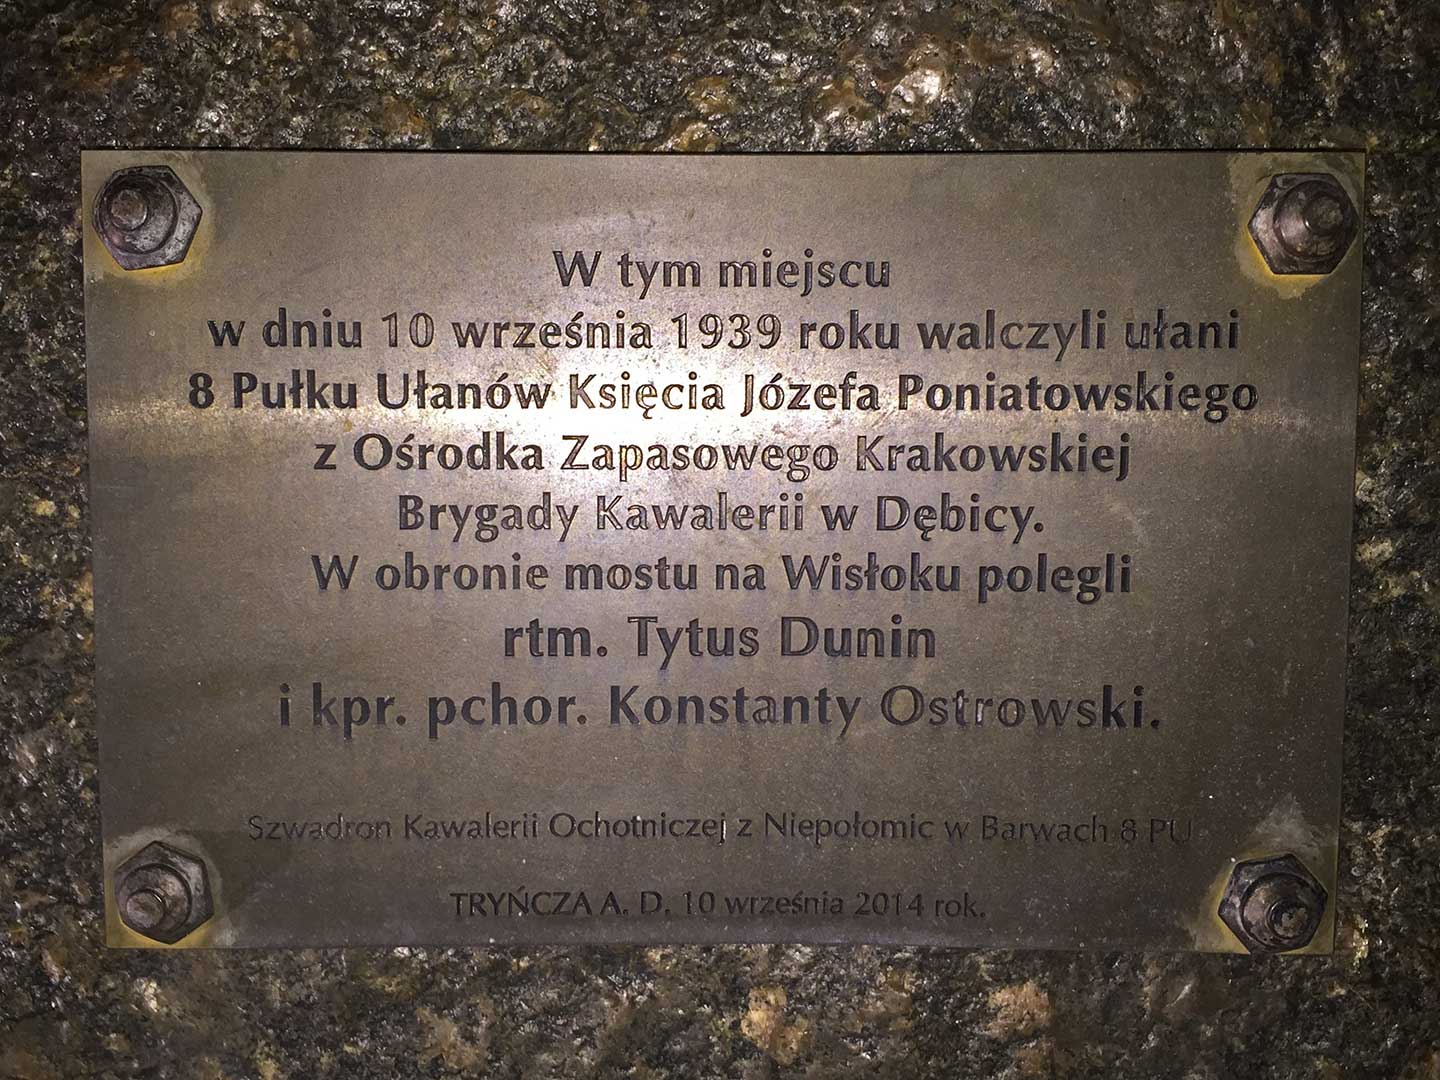 W tym miejscu
w dniu 10 września 1939 roku walczyli ułani
8 Pułku Ułanów Księcia Józefa Poniatowskiego
z Ośrodka Zapasowego Krakowskiej
Brygady Kawalerii w Dębicy.
W obronie mostu na Wisłoku polegli
rtm. Tytus Dunin
i kpr. pchor. Konstanty Ostrowski.
Szwadron Kawalerii Ochotniczej z Niepołomic w Barwach 8 PU
TRYŃCZA A. D. 10 września 2014 rok.